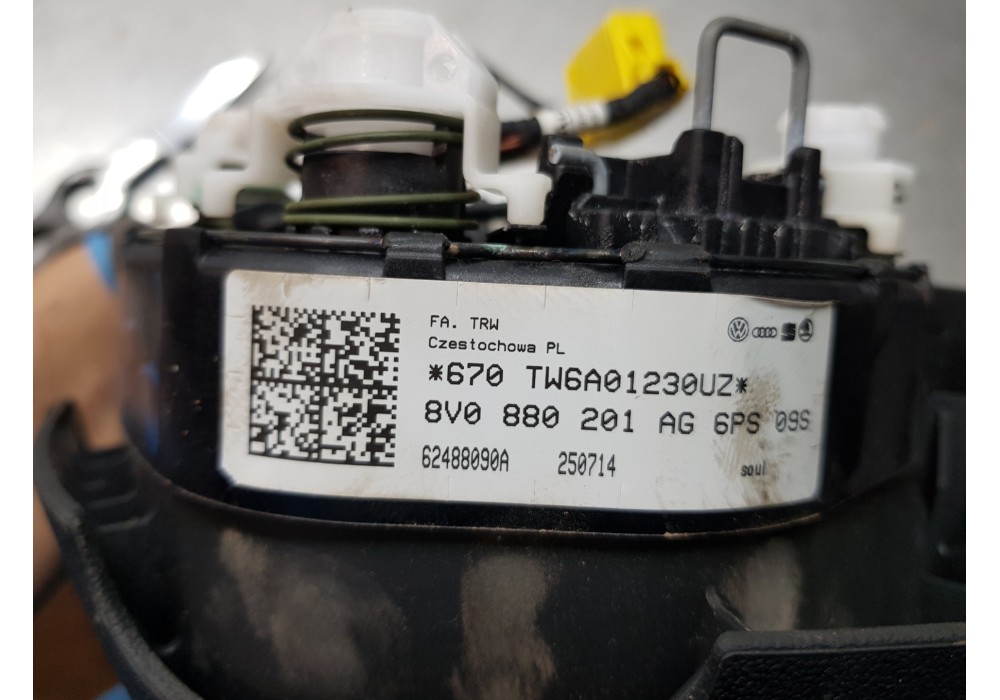 FA. TRW
Czestochowa PL
*670 TW6A01230UZ*
8V0 880 201 AG 6PS 09S
62488090A 250714
soul